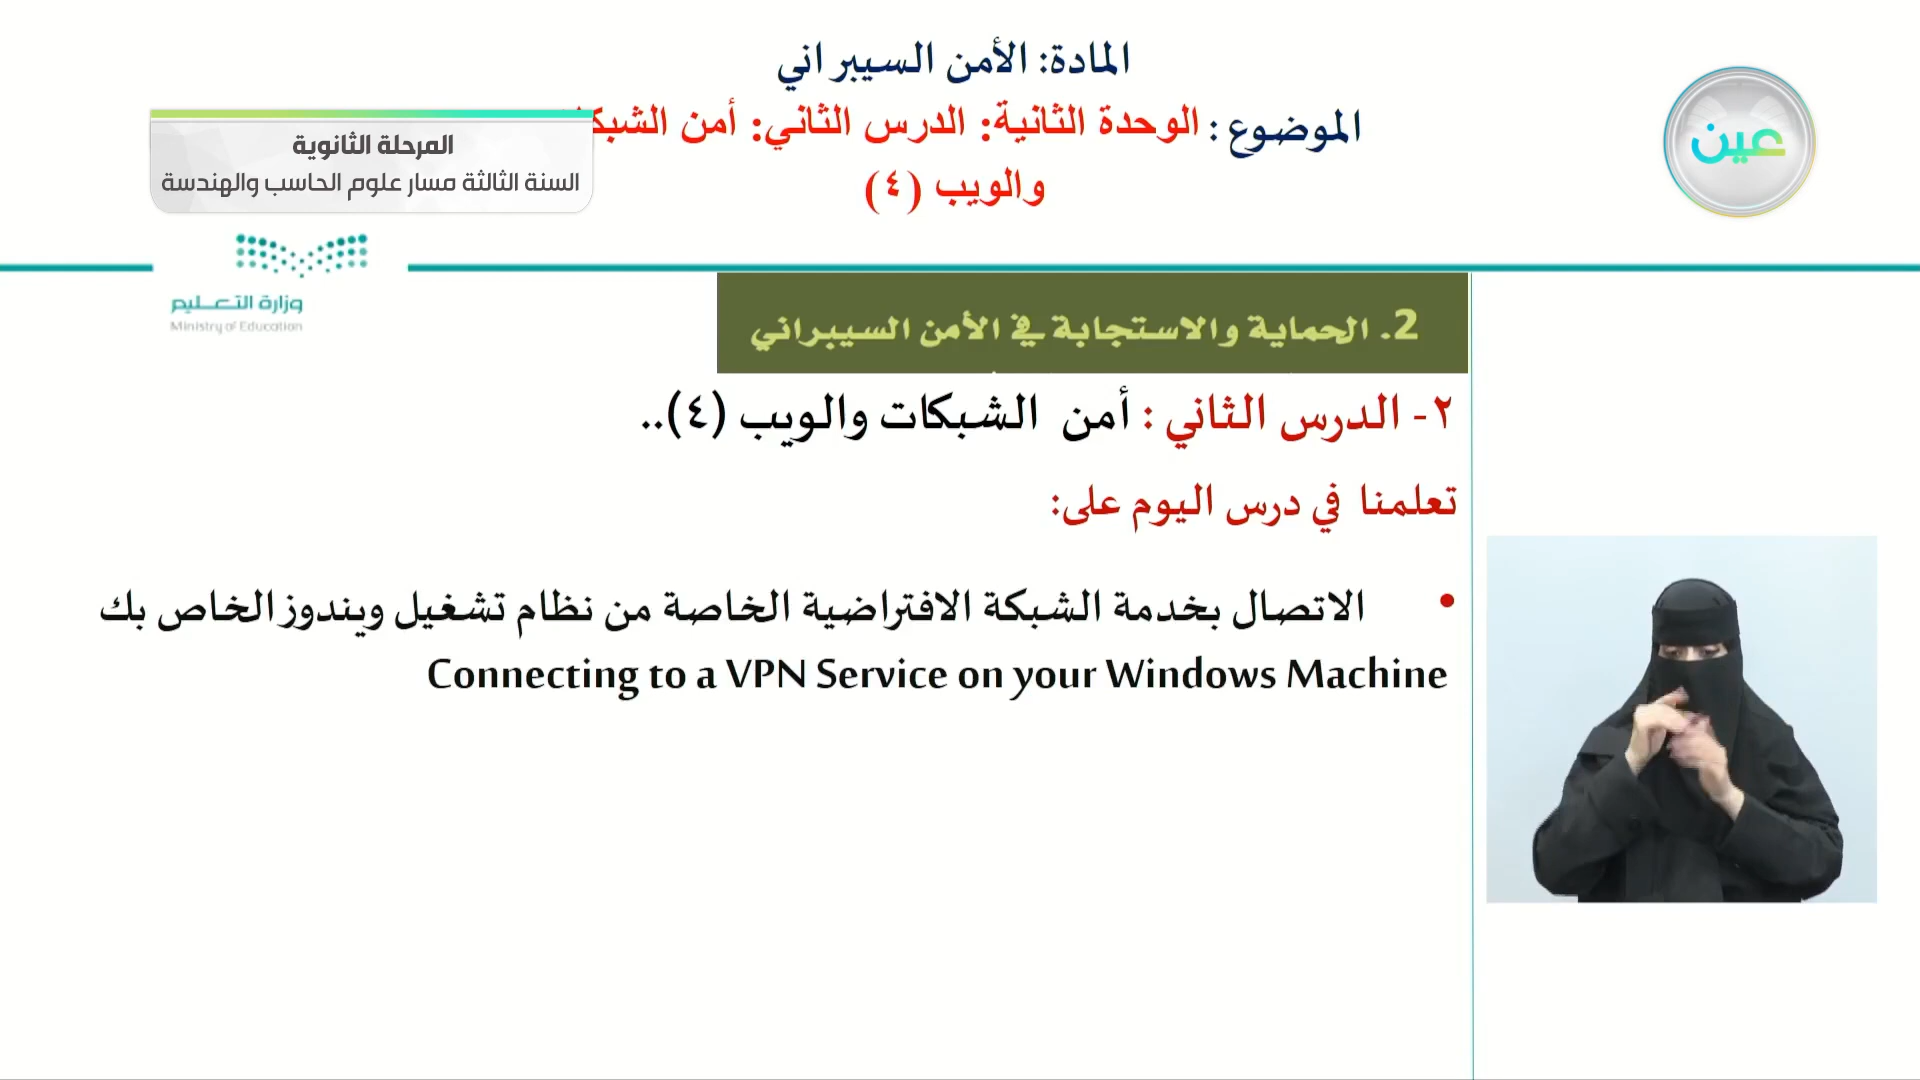 المادة: الأمن السيبراني
الموضوع : الوحدة الثانية: الدرس الثاني: أمن
والويب (٤)
المرحلة الثانوية
السنة الثالثة مسار علوم الحاسب والهندسة
عين
وزارة التعليم
Ministry of Education
2. الحماية والاستجابة في الأمن السيبراني
٢- الدرس الثاني : أمن الشبكات والويب (٤)..
تعلمنا في درس اليوم على:
• الاتصال بخدمة الشبكة الافتراضية الخاصة من نظام تشغيل ويندوز الخاص بك
Connecting to a VPN Service on your Windows Machine